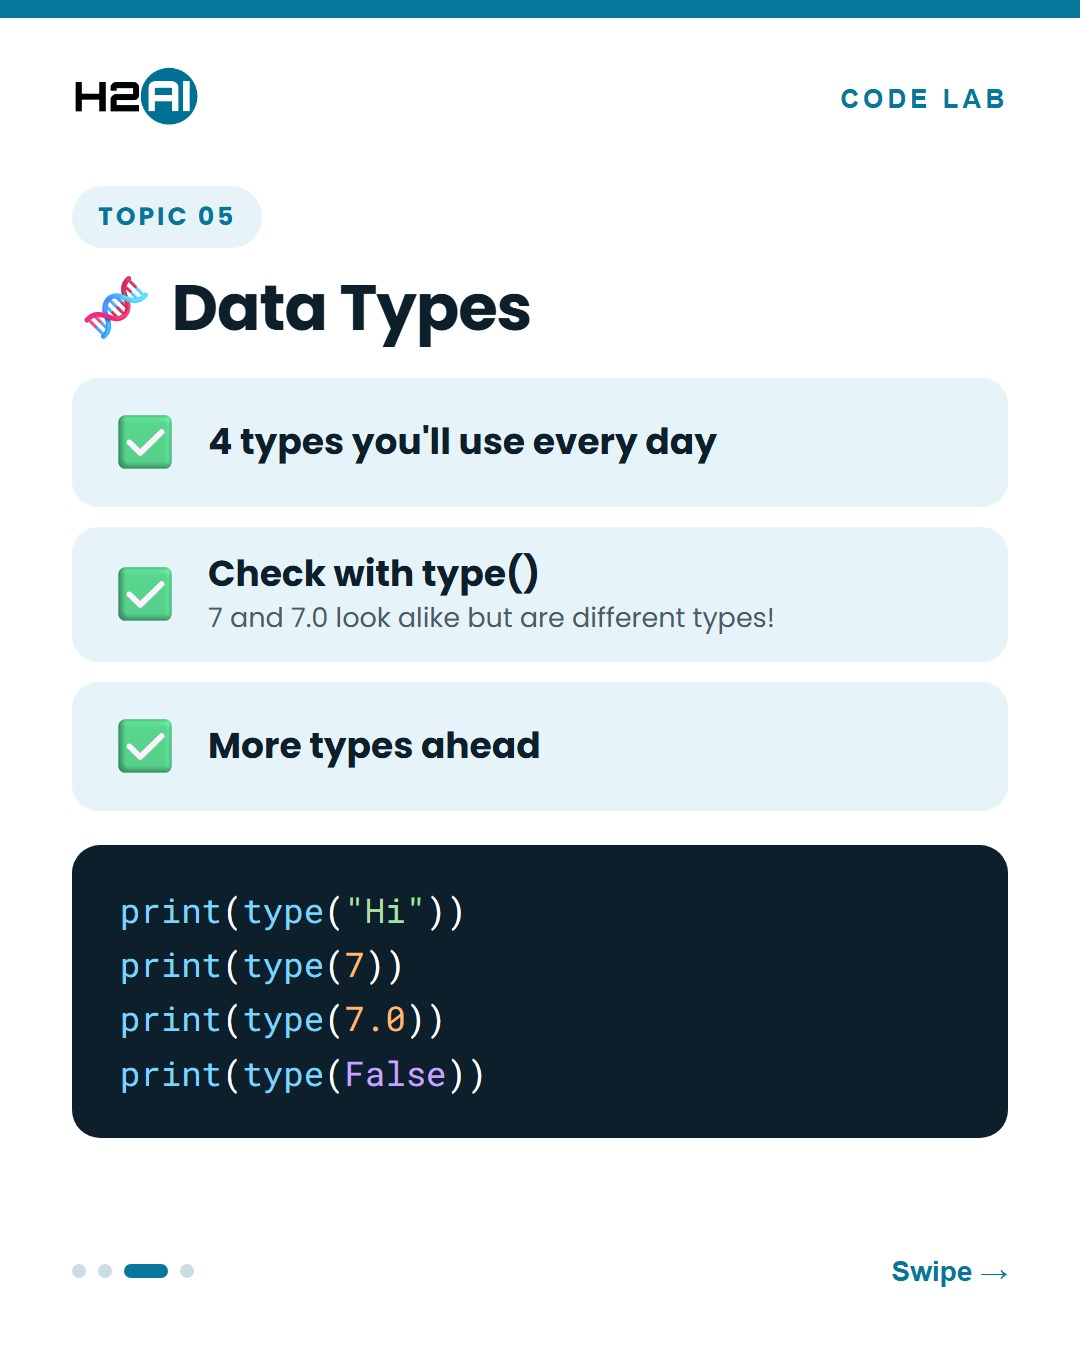 H2AI
CODE LAB
TOPIC 05
Data Types
4 types you'll use every day
Check with type()
7 and 7.0 look alike but are different types!
More types ahead
print(type("Hi"))
print(type(7))
print(type(7.0))
print(type(False))
Swipe →